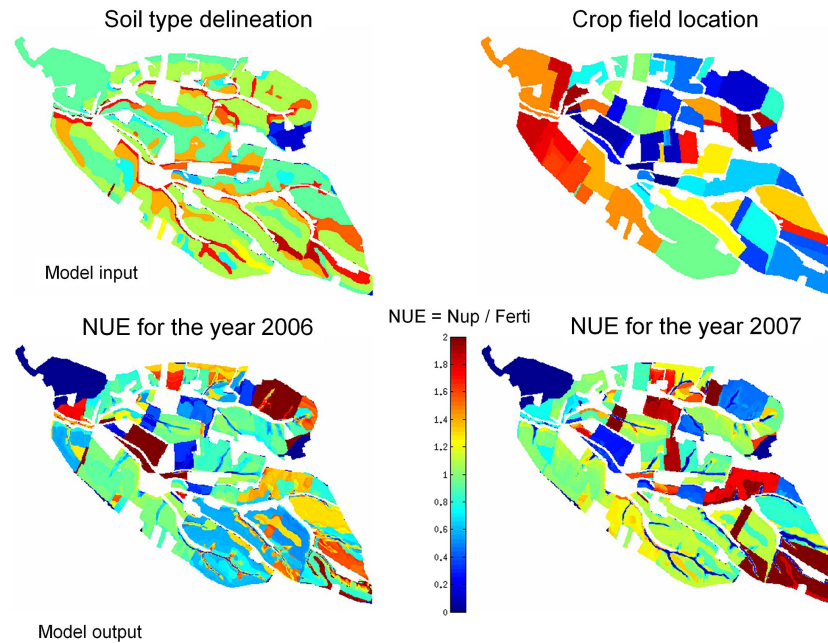 Soil type delineation
Crop field location
Model input
NUE for the year 2006
NUE = Nup / Ferti
NUE for the year 2007
2
1.8
1.6
1.4
1.2
1
0.8
0.6
0.4
0.2
0
Model output